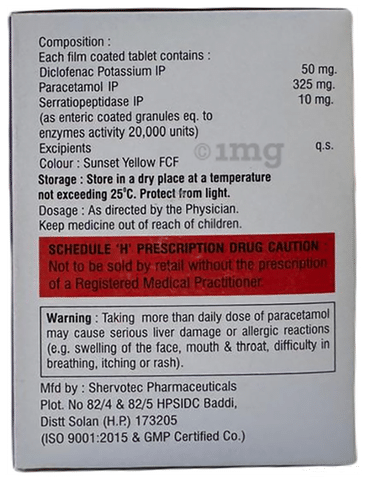 Composition :
Each film coated tablet contains :
Diclofenac Potassium IP 50 mg.
Paracetamol IP 325 mg.
Serratiopeptidase IP 10 mg.
(as enteric coated granules eq. to
enzymes activity 20,000 units)
Excipients q.s.
©1mg
Colour : Sunset Yellow FCF
Storage : Store in a dry place at a temperature
not exceeding 25°C. Protect from light.
Dosage : As directed by the Physician.
Keep medicine out of reach of children.
SCHEDULE 'H' PRESCRIPTION DRUG CAUTION
Not to be sold by retail without the prescription
of a Registered Medical Practitioner.
Warning : Taking more than daily dose of paracetamol
may cause serious liver damage or allergic reactions
(e.g. swelling of the face, mouth & throat, difficulty in
breathing, itching or rash).
Mfd by : Shervotec Pharmaceuticals
Plot. No 82/4 & 82/5 HPSIDC Baddi,
Distt Solan (H.P.) 173205
(ISO 9001:2015 & GMP Certified Co.)